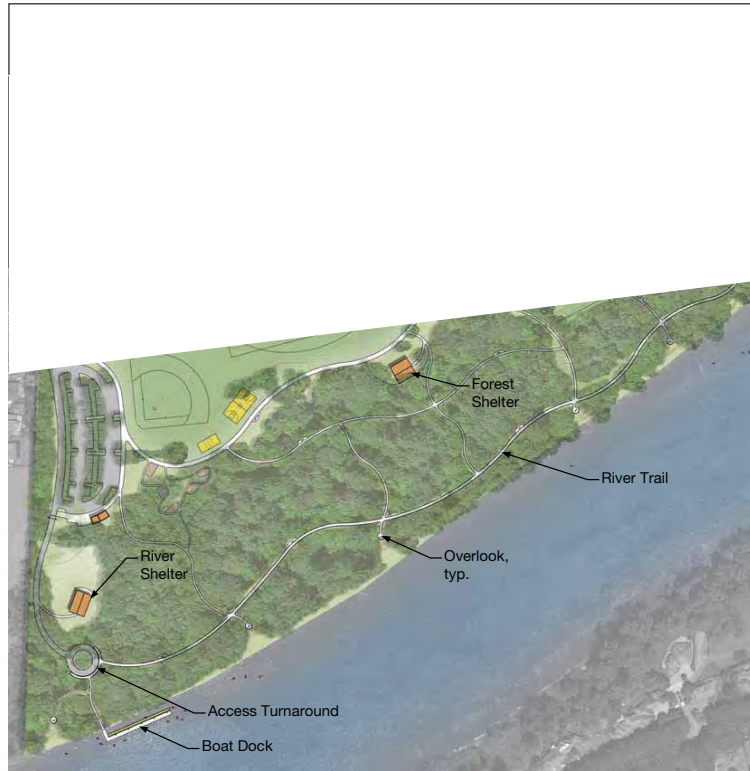 Forest
Shelter
River Trail
River
Shelter
Overlook,
typ.
Access Turnaround
Boat Dock